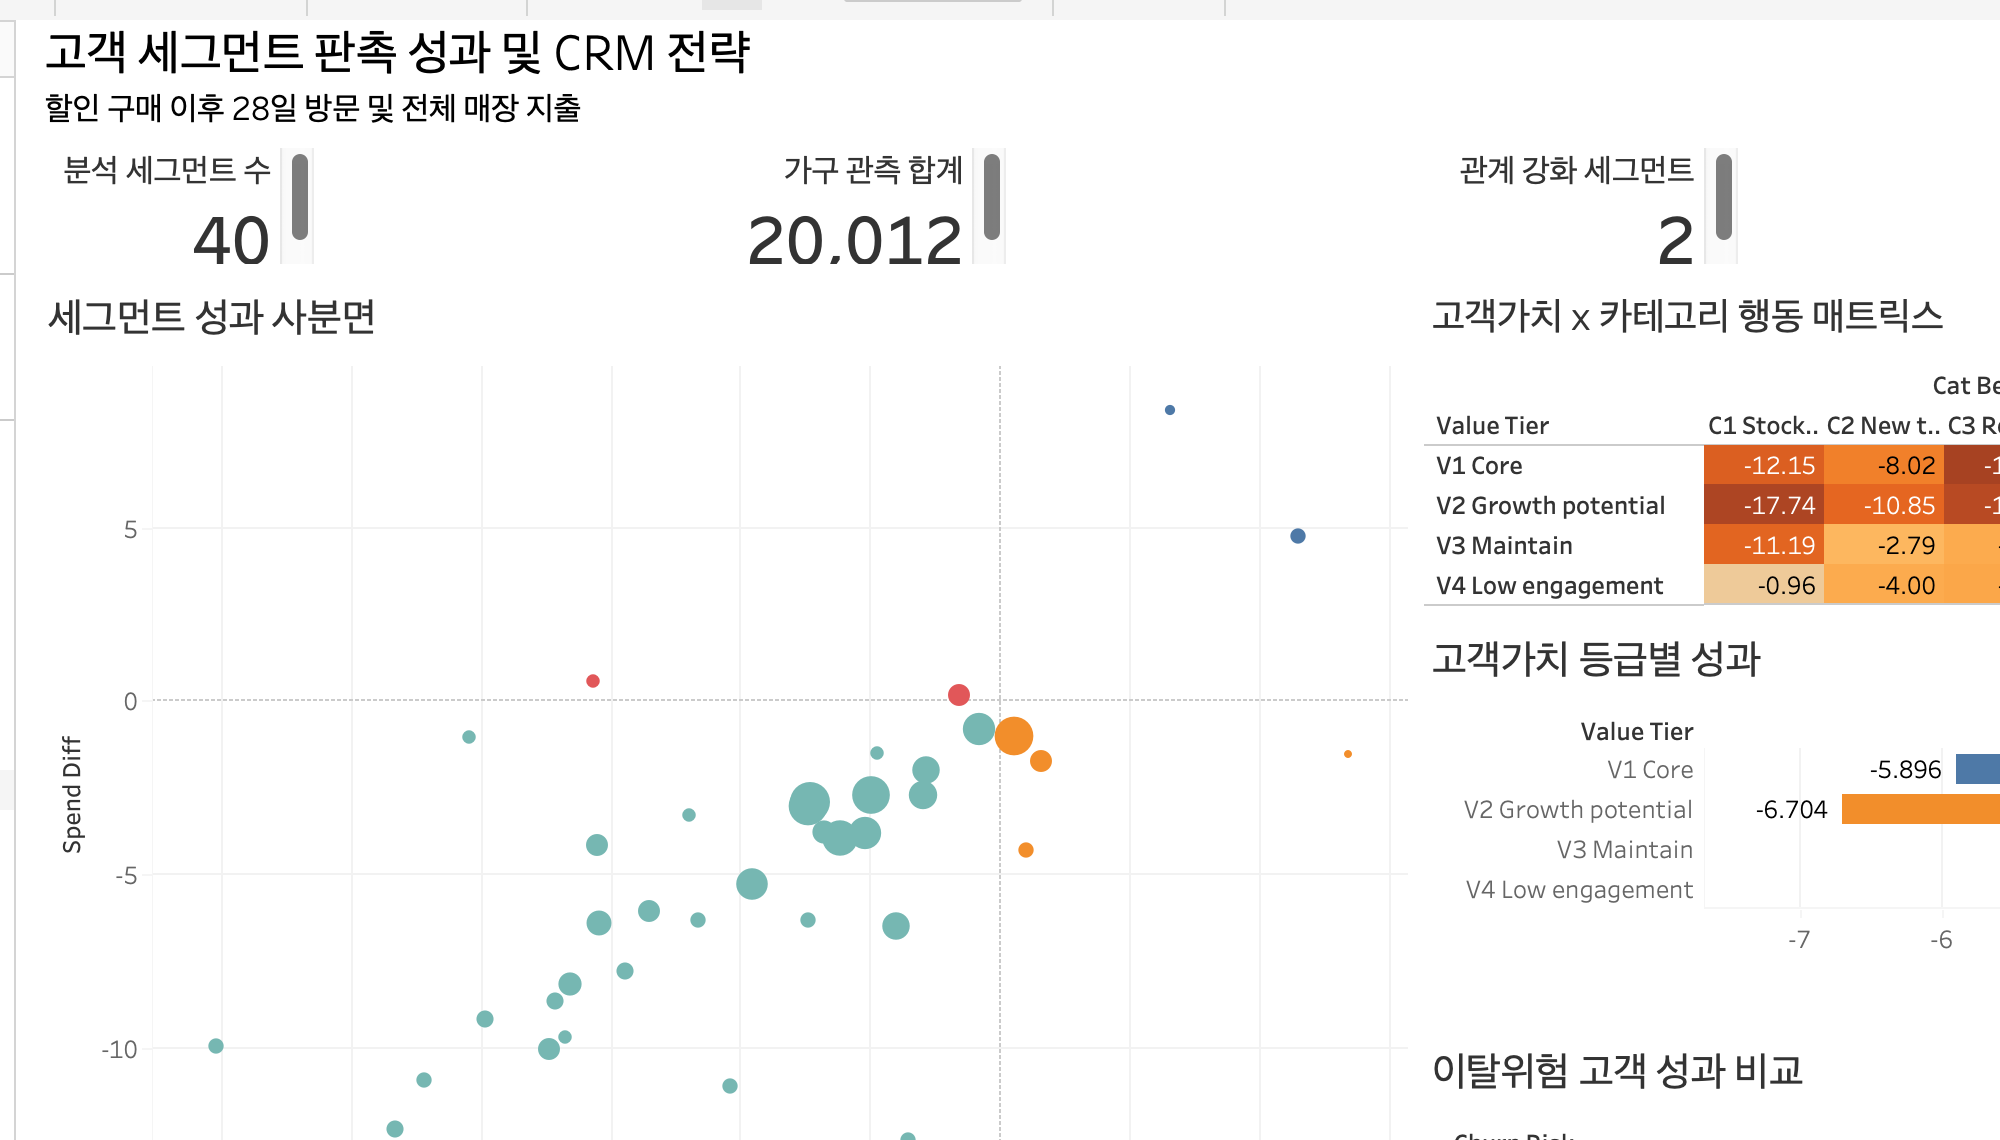 고객 세그먼트 판촉 성과 및 CRM 전략
할인 구매 이후 28일 방문 및 전체 매장 지출
분석 세그먼트 수
40
가구 관측 합계
20,012
관계 강화 세그먼트
2
세그먼트 성과 사분면
5
0
-5
-10
Spend Diff
고객가치 x 카테고리 행동 매트릭스
Cat Be
Value Tier C1 Stock.. C2 New t.. C3 R
V1 Core -12.15 -8.02 -1
V2 Growth potential -17.74 -10.85 -1
V3 Maintain -11.19 -2.79 -
V4 Low engagement -0.96 -4.00 -
고객가치 등급별 성과
Value Tier
V1 Core -5.896
V2 Growth potential -6.704
V3 Maintain
V4 Low engagement
-7 -6
이탈위험 고객 성과 비교
Churn Risk